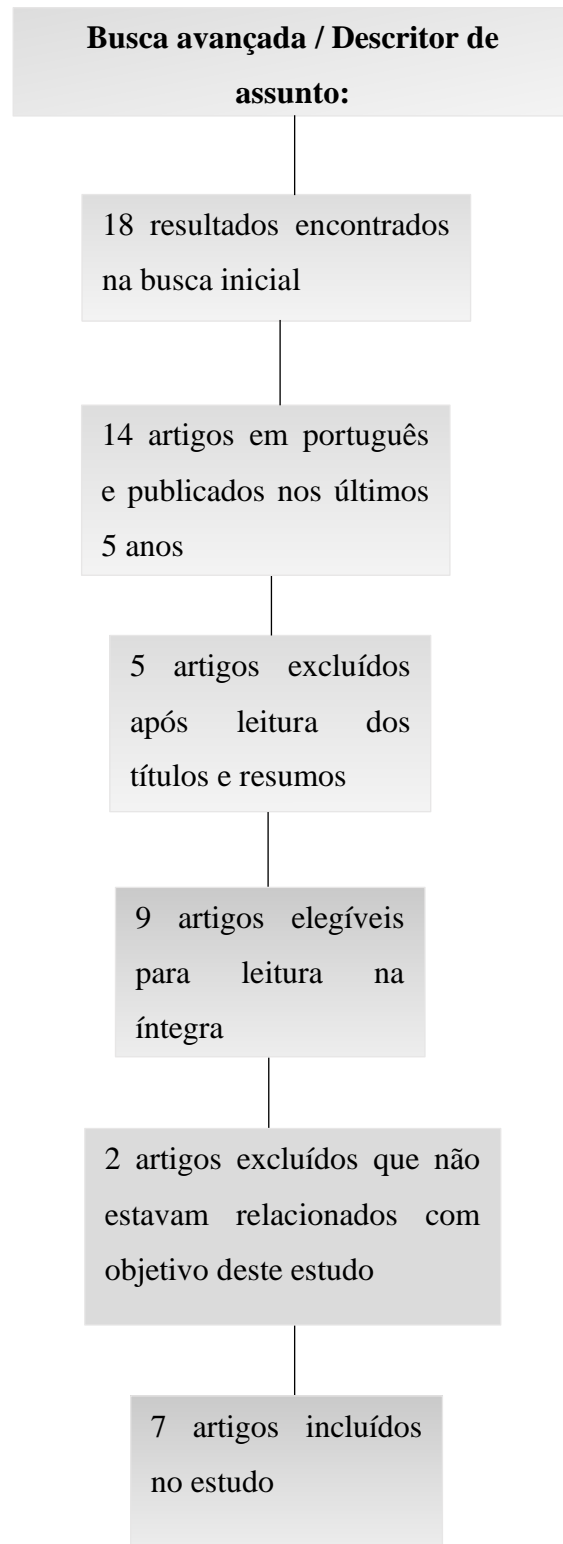 Busca avançada / Descritor de
assunto:
18 resultados encontrados
na busca inicial
14 artigos em português
e publicados nos últimos
5 anos
5 artigos excluídos
após leitura dos
títulos e resumos
9 artigos elegíveis
para leitura na
íntegra
2 artigos excluídos que não
estavam relacionados com
objetivo deste estudo
7 artigos incluídos
no estudo